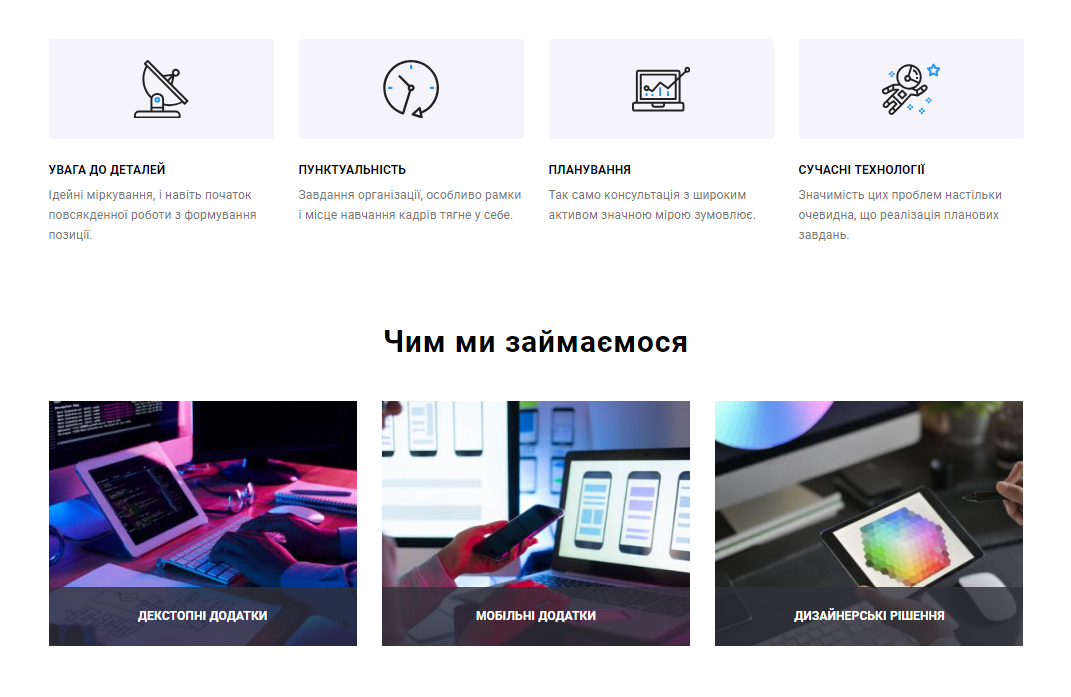 УВАГА ДО ДЕТАЛЕЙ
Ідейні міркування, і навіть початок
повсякденної роботи з формування
позиції.
ПУНКТУАЛЬНІСТЬ
Завдання організації, особливо рамки
і місце навчання кадрів тягне у себе.
ПЛАНУВАННЯ
Так само консультація з широким
активом значною мірою зумовлює.
СУЧАСНІ ТЕХНОЛОГІЇ
Значимість цих проблем настільки
очевидна, що реалізація планових
завдань.
Чим ми займаємося
ДЕКСТОПНІ ДОДАТКИ
МОБІЛЬНІ ДОДАТКИ
ДИЗАЙНЕРСЬКІ РІШЕННЯ